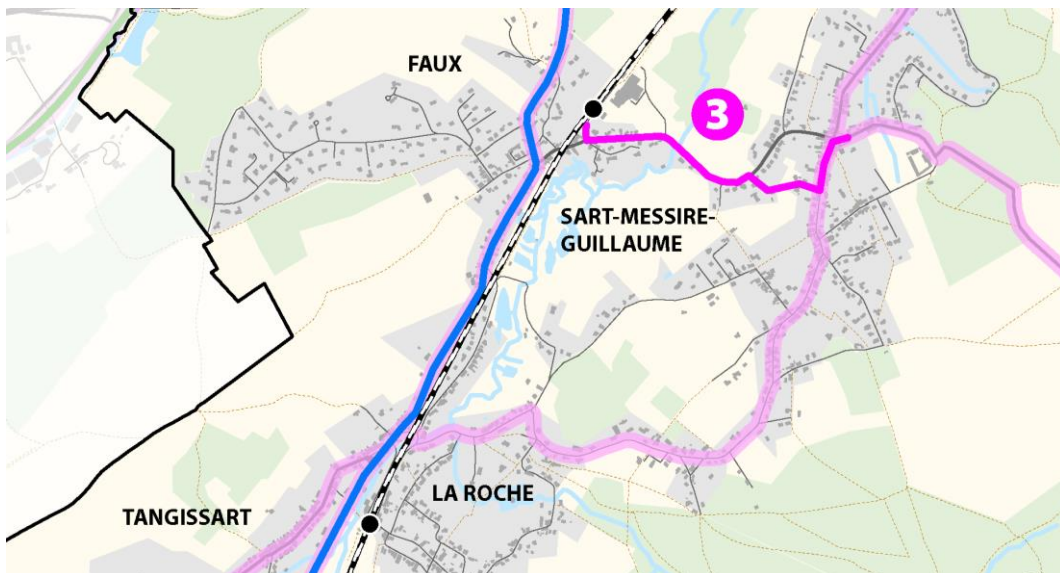 FAUX
3
SART-MESSIRE-
GUILLAUME
LA ROCHE
TANGISSART